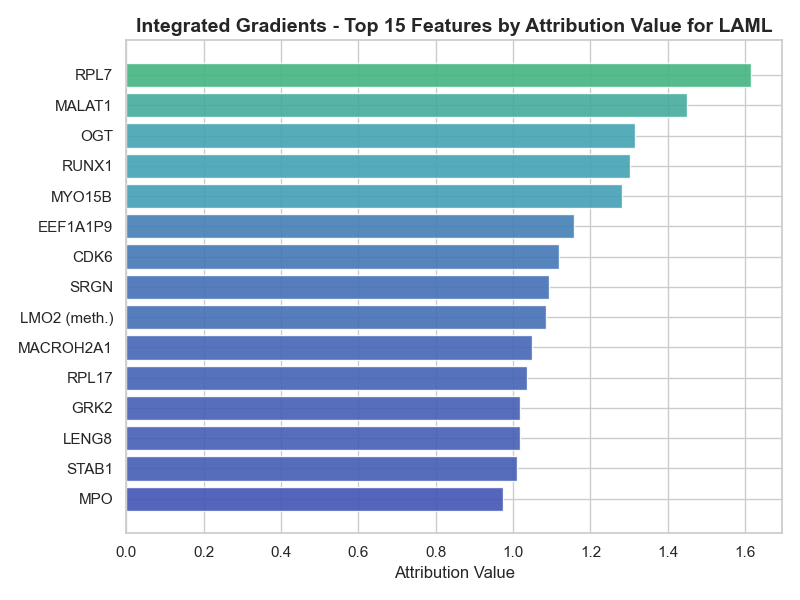 Integrated Gradients - Top 15 Features by Attribution Value for LAML
RPL7
MALAT1
OGT
RUNX1
MYO15B
EEF1A1P9
CDK6
SRGN
LMO2 (meth.)
MACROH2A1
RPL17
GRK2
LENG8
STAB1
MPO
0.0 0.2 0.4 0.6 0.8 1.0 1.2 1.4 1.6
Attribution Value